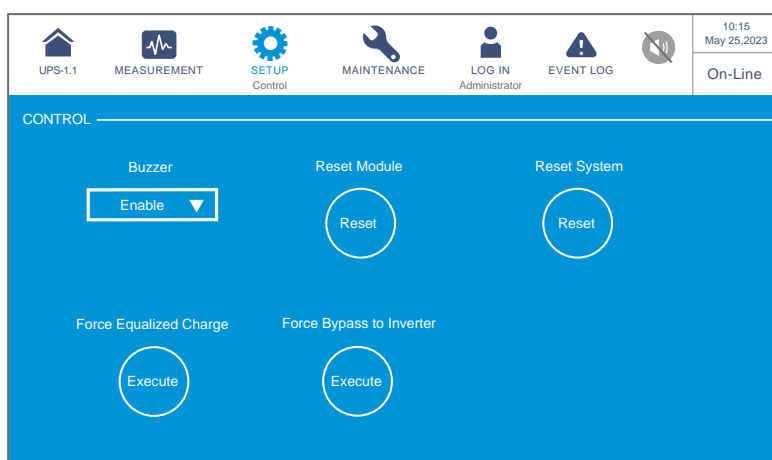 UPS-1.1
MEASUREMENT
SETUP
Control
MAINTENANCE
LOG IN
Administrator
EVENT LOG
10:15
May 25,2023
On-Line
CONTROL
Buzzer
Enable
Reset Module
Reset
Reset System
Reset
Force Equalized Charge
Execute
Force Bypass to Inverter
Execute